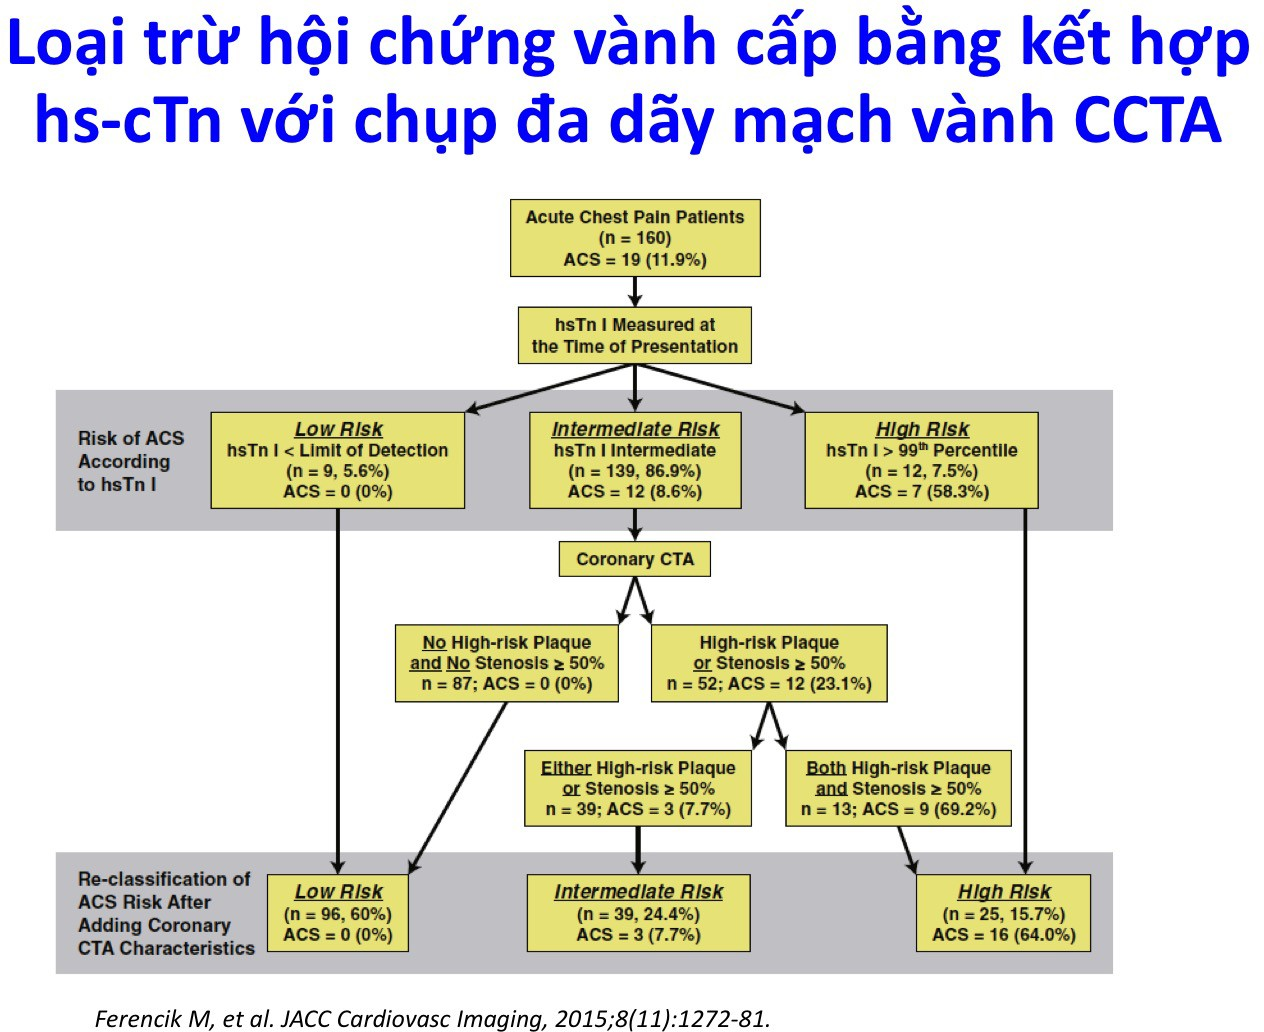 Loại trừ hội chứng vành cấp bằng kết hợp
hs-cTn với chụp đa dãy mạch vành CCTA
Acute Chest Pain Patients
(n = 160)
ACS = 19 (11.9%)
hsTn I Measured at
the Time of Presentation
Risk of ACS
According
to hsTn I
Low Risk
hsTn I < Limit of Detection
(n = 9, 5.6%)
ACS = 0 (0%)
Intermediate Risk
hsTn I Intermediate
(n = 139, 86.9%)
ACS = 12 (8.6%)
High Risk
hsTn I > 99th Percentile
(n = 12, 7.5%)
ACS = 7 (58.3%)
Coronary CTA
No High-risk Plaque
and No Stenosis ≥ 50%
n = 87; ACS = 0 (0%)
High-risk Plaque
or Stenosis ≥ 50%
n = 52; ACS = 12 (23.1%)
Either High-risk Plaque
or Stenosis ≥ 50%
n = 39; ACS = 3 (7.7%)
Both High-risk Plaque
and Stenosis ≥ 50%
n = 13; ACS = 9 (69.2%)
Re-classification of
ACS Risk After
Adding Coronary
CTA Characteristics
Low Risk
(n = 96, 60%)
ACS = 0 (0%)
Intermediate Risk
(n = 39, 24.4%)
ACS = 3 (7.7%)
High Risk
(n = 25, 15.7%)
ACS = 16 (64.0%)
Ferencik M, et al. JACC Cardiovasc Imaging, 2015;8(11):1272-81.